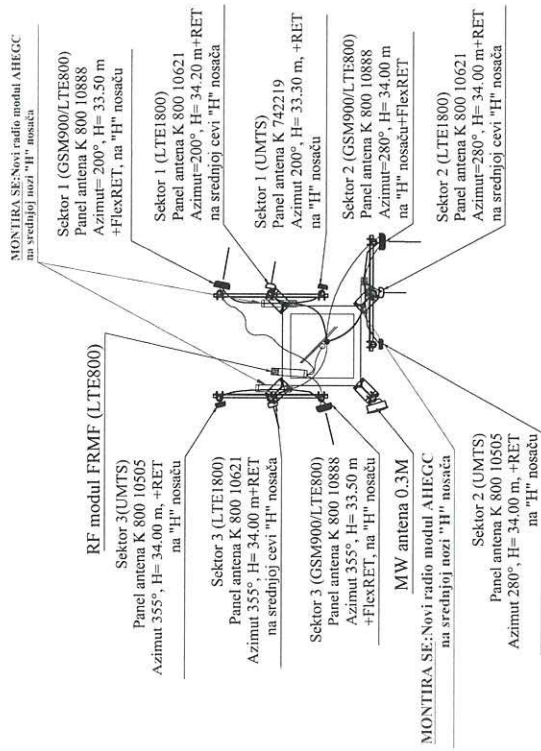 MONTIRA SE:Novi radio modul AHEGC
na srednjoj nozi "H" nosača
Sektor 1 (GSM900/LTE800)
Panel antena K 800 10888
Azimut= 200°, H= 33.50 m
+FlexRET, na "H" nosaču
Sektor 1 (LTE1800)
Panel antena K 800 10621
Azimut=200°, H= 34.20 m+RET
na srednjoj cevi "H" nosača
Sektor 1 (UMTS)
Panel antena K 742219
Azimut 200°, H= 33.30 m, +RET
na "H" nosaču
Sektor 2 (GSM900/LTE800)
Panel antena K 800 10888
Azimut=280°, H= 34.00 m
na "H" nosaču+FlexRET
Sektor 2 (LTE1800)
Panel antena K 800 10621
Azimut=280°, H= 34.00 m+RET
na srednjoj cevi "H" nosača
RF modul FRMF (LTE800)
Sektor 3(UMTS)
Panel antena K 800 10505
Azimut 355°, H= 34.00 m, +RET
na "H" nosaču
Sektor 3 (LTE1800)
Panel antena K 800 10621
Azimut 355°, H= 34.00 m+RET
na srednjoj cevi "H" nosača
Sektor 3 (GSM900/LTE800)
Panel antena K 800 10888
Azimut 355°, H= 33.50 m
+FlexRET, na "H" nosaču
MW antena 0.3M
MONTIRA SE:Novi radio modul AHEGC
na srednjoj nozi "H" nosača
Sektor 2 (UMTS)
Panel antena K 800 10505
Azimut 280°, H= 34.00 m, +RET
na "H" nosaču